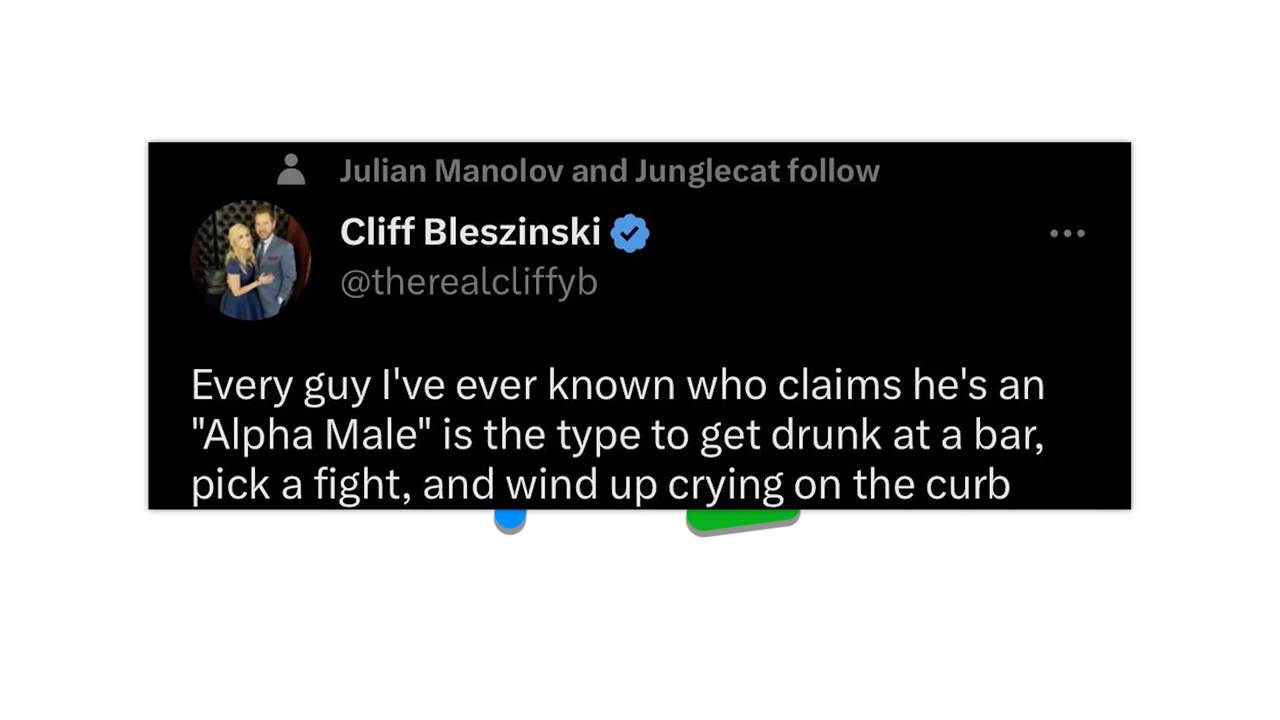 Julian Manolov and Junglecat follow
Cliff Bleszinski
@therealcliffyb
Every guy I've ever known who claims he's an
"Alpha Male" is the type to get drunk at a bar,
pick a fight, and wind up crying on the curb